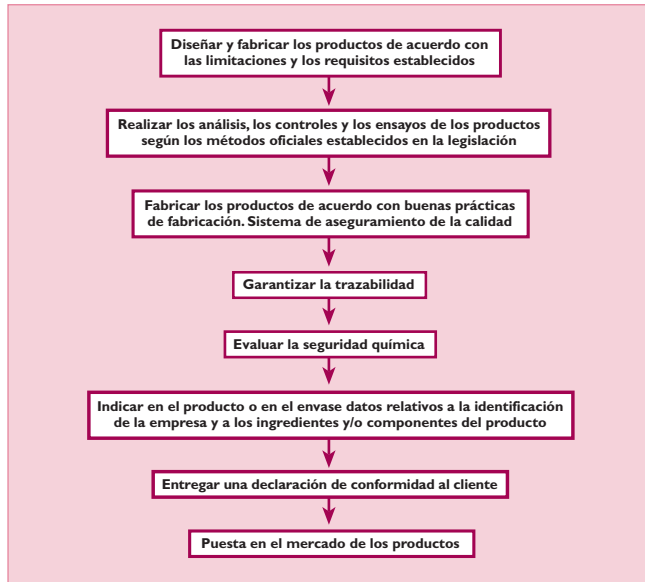 Diseñar y fabricar los productos de acuerdo con
las limitaciones y los requisitos establecidos
Realizar los análisis, los controles y los ensayos de los productos
según los métodos oficiales establecidos en la legislación
Fabricar los productos de acuerdo con buenas prácticas
de fabricación. Sistema de aseguramiento de la calidad
Garantizar la trazabilidad
Evaluar la seguridad química
Indicar en el producto o en el envase datos relativos a la identificación
de la empresa y a los ingredientes y/o componentes del producto
Entregar una declaración de conformidad al cliente
Puesta en el mercado de los productos